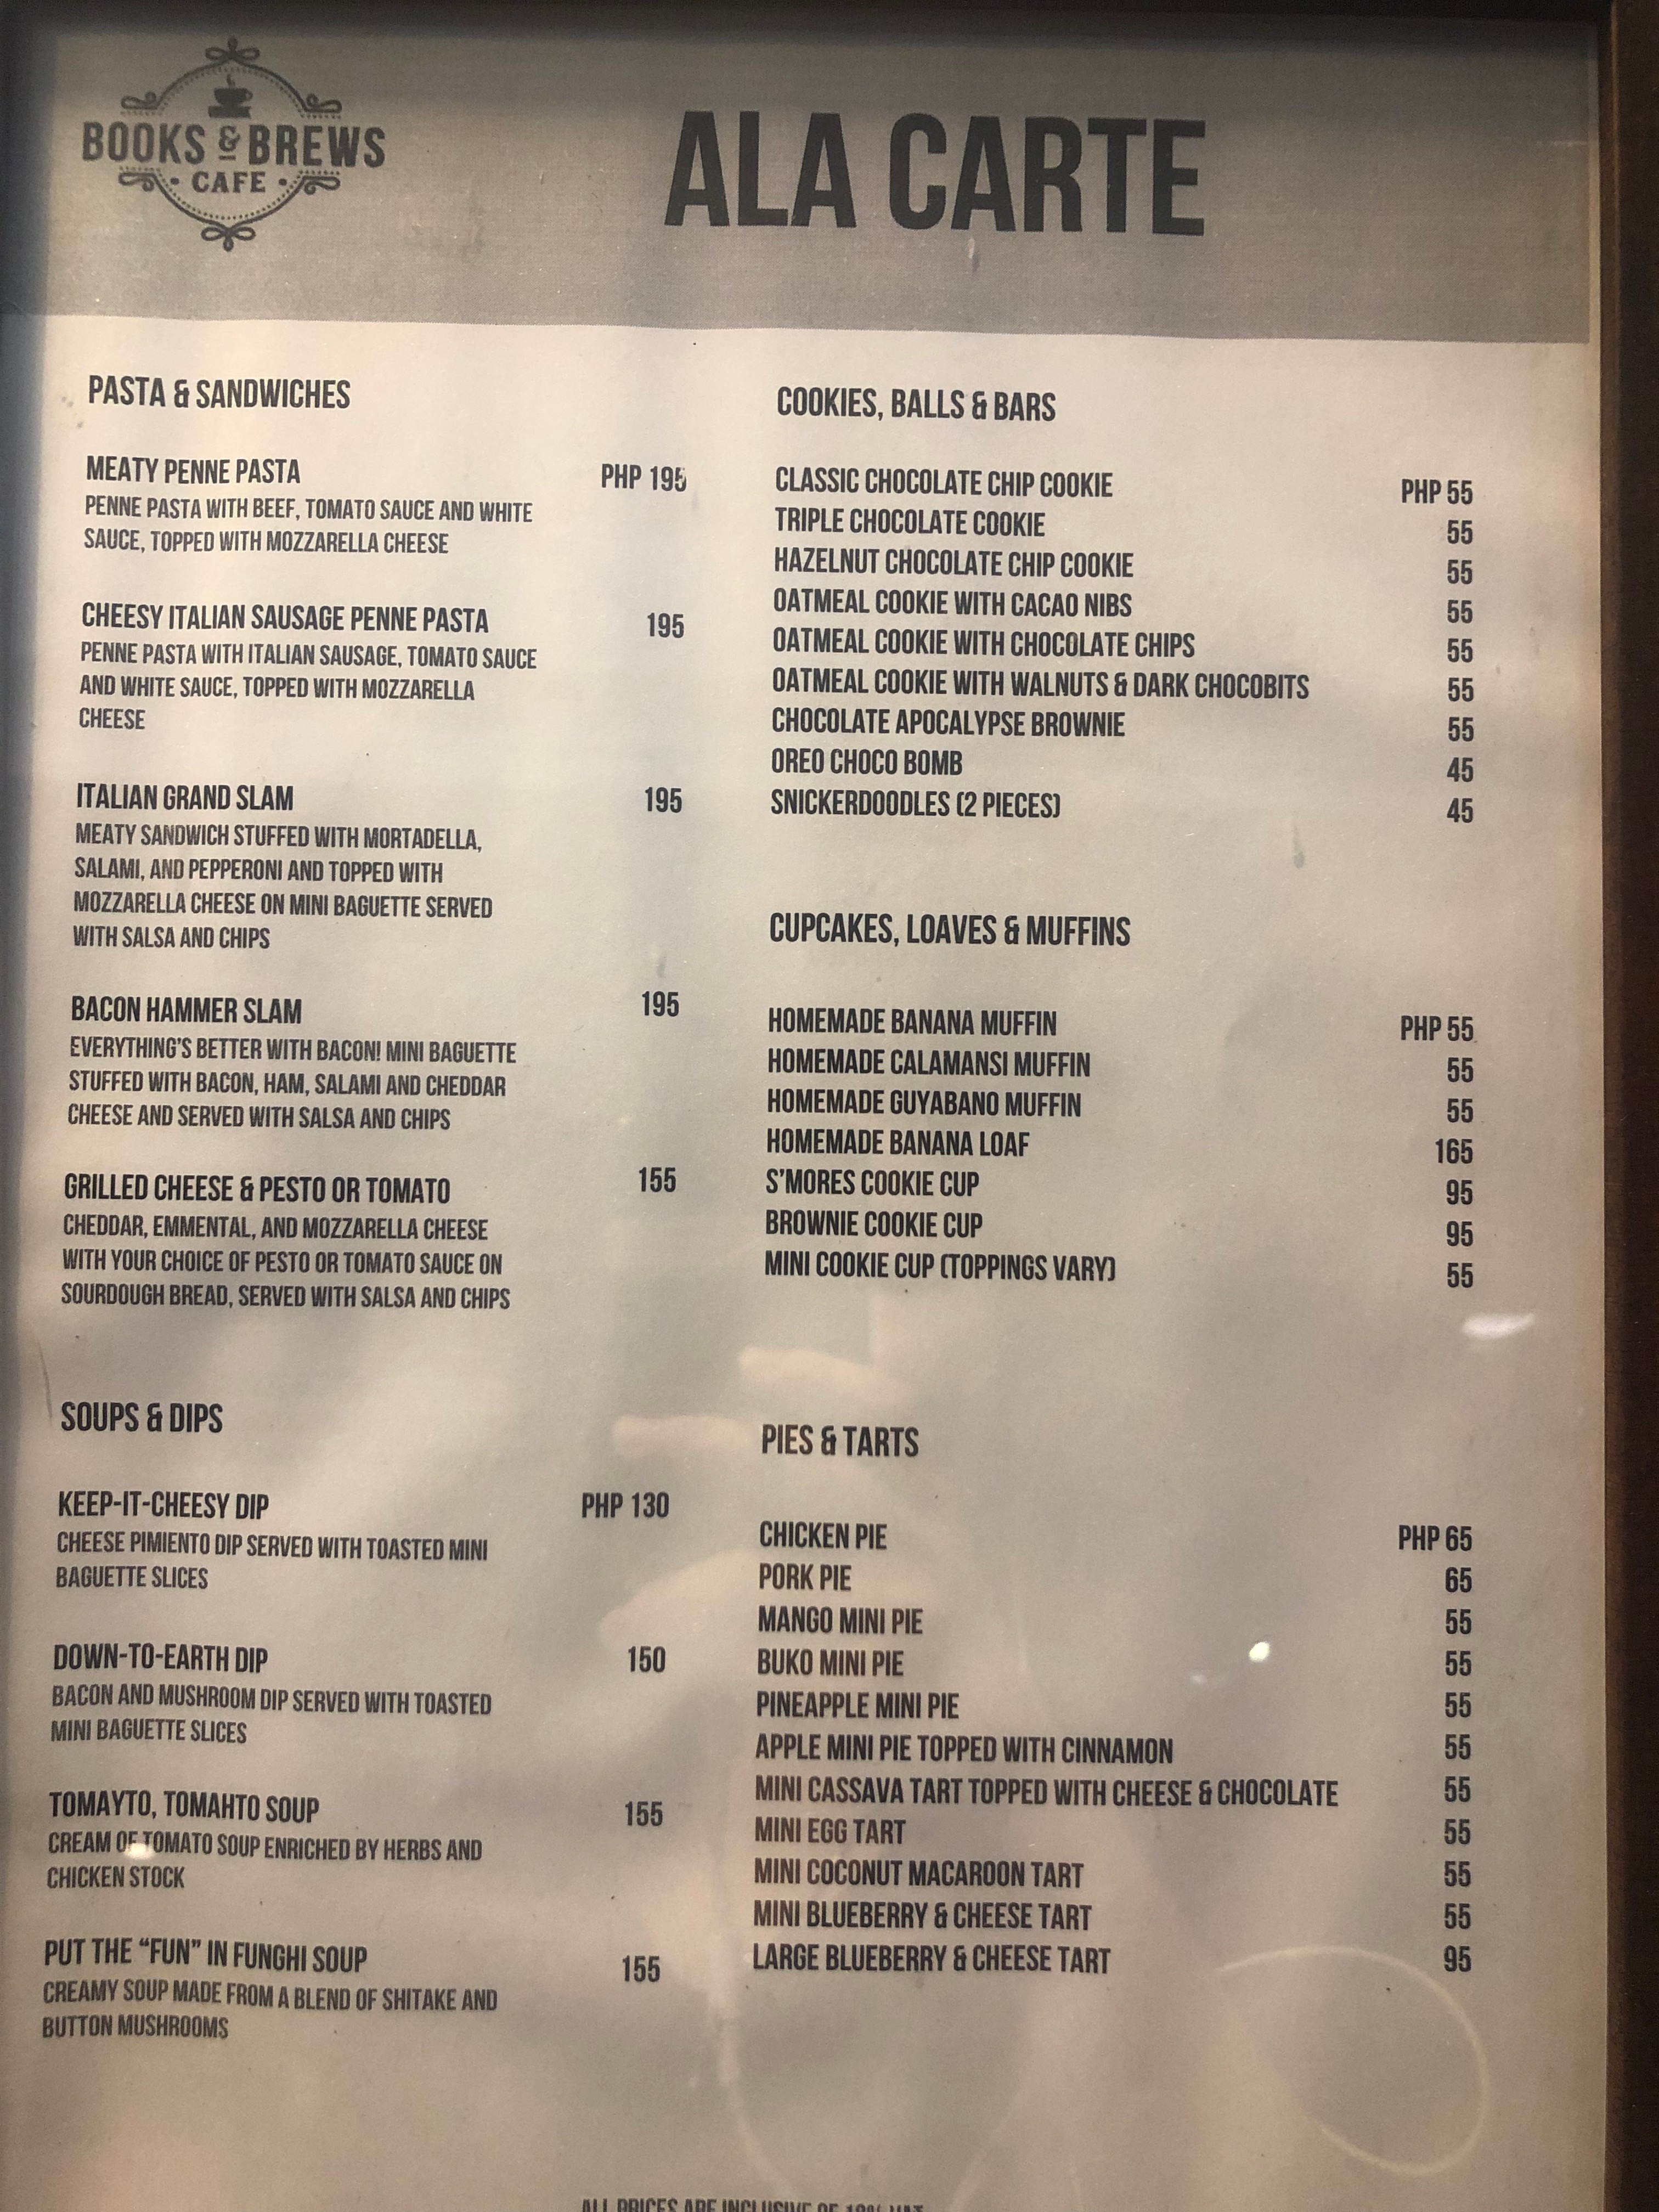 BOOKS & BREWS
CAFE
ALA CARTE
PASTA & SANDWICHES
MEATY PENNE PASTA PHP 195
PENNE PASTA WITH BEEF, TOMATO SAUCE AND WHITE
SAUCE, TOPPED WITH MOZZARELLA CHEESE
CHEESY ITALIAN SAUSAGE PENNE PASTA 195
PENNE PASTA WITH ITALIAN SAUSAGE, TOMATO SAUCE
AND WHITE SAUCE, TOPPED WITH MOZZARELLA
CHEESE
ITALIAN GRAND SLAM 195
MEATY SANDWICH STUFFED WITH MORTADELLA,
SALAMI, AND PEPPERONI AND TOPPED WITH
MOZZARELLA CHEESE ON MINI BAGUETTE SERVED
WITH SALSA AND CHIPS
BACON HAMMER SLAM 195
EVERYTHING'S BETTER WITH BACON! MINI BAGUETTE
STUFFED WITH BACON, HAM, SALAMI AND CHEDDAR
CHEESE AND SERVED WITH SALSA AND CHIPS
GRILLED CHEESE & PESTO OR TOMATO 155
CHEDDAR, EMMENTAL, AND MOZZARELLA CHEESE
WITH YOUR CHOICE OF PESTO OR TOMATO SAUCE ON
SOURDOUGH BREAD, SERVED WITH SALSA AND CHIPS
SOUPS & DIPS
KEEP-IT-CHEESY DIP PHP 130
CHEESE PIMIENTO DIP SERVED WITH TOASTED MINI
BAGUETTE SLICES
DOWN-TO-EARTH DIP 150
BACON AND MUSHROOM DIP SERVED WITH TOASTED
MINI BAGUETTE SLICES
TOMAYTO, TOMAHTO SOUP 155
CREAM OF TOMATO SOUP ENRICHED BY HERBS AND
CHICKEN STOCK
PUT THE “FUN” IN FUNGHI SOUP 155
CREAMY SOUP MADE FROM A BLEND OF SHITAKE AND
BUTTON MUSHROOMS
COOKIES, BALLS & BARS
CLASSIC CHOCOLATE CHIP COOKIE PHP 55
TRIPLE CHOCOLATE COOKIE 55
HAZELNUT CHOCOLATE CHIP COOKIE 55
OATMEAL COOKIE WITH CACAO NIBS 55
OATMEAL COOKIE WITH CHOCOLATE CHIPS 55
OATMEAL COOKIE WITH WALNUTS & DARK CHOCOBITS 55
CHOCOLATE APOCALYPSE BROWNIE 55
OREO CHOCO BOMB 45
SNICKERDOODLES (2 PIECES) 45
CUPCAKES, LOAVES & MUFFINS
HOMEMADE BANANA MUFFIN PHP 55
HOMEMADE CALAMANSI MUFFIN 55
HOMEMADE GUYABANO MUFFIN 55
HOMEMADE BANANA LOAF 165
S'MORES COOKIE CUP 95
BROWNIE COOKIE CUP 95
MINI COOKIE CUP (TOPPINGS VARY) 55
PIES & TARTS
CHICKEN PIE PHP 65
PORK PIE 65
MANGO MINI PIE 55
BUKO MINI PIE 55
PINEAPPLE MINI PIE 55
APPLE MINI PIE TOPPED WITH CINNAMON 55
MINI CASSAVA TART TOPPED WITH CHEESE & CHOCOLATE 55
MINI EGG TART 55
MINI COCONUT MACAROON TART 55
MINI BLUEBERRY & CHEESE TART 55
LARGE BLUEBERRY & CHEESE TART 95
ALL PRICES ARE INCLUSIVE OF 12% VAT